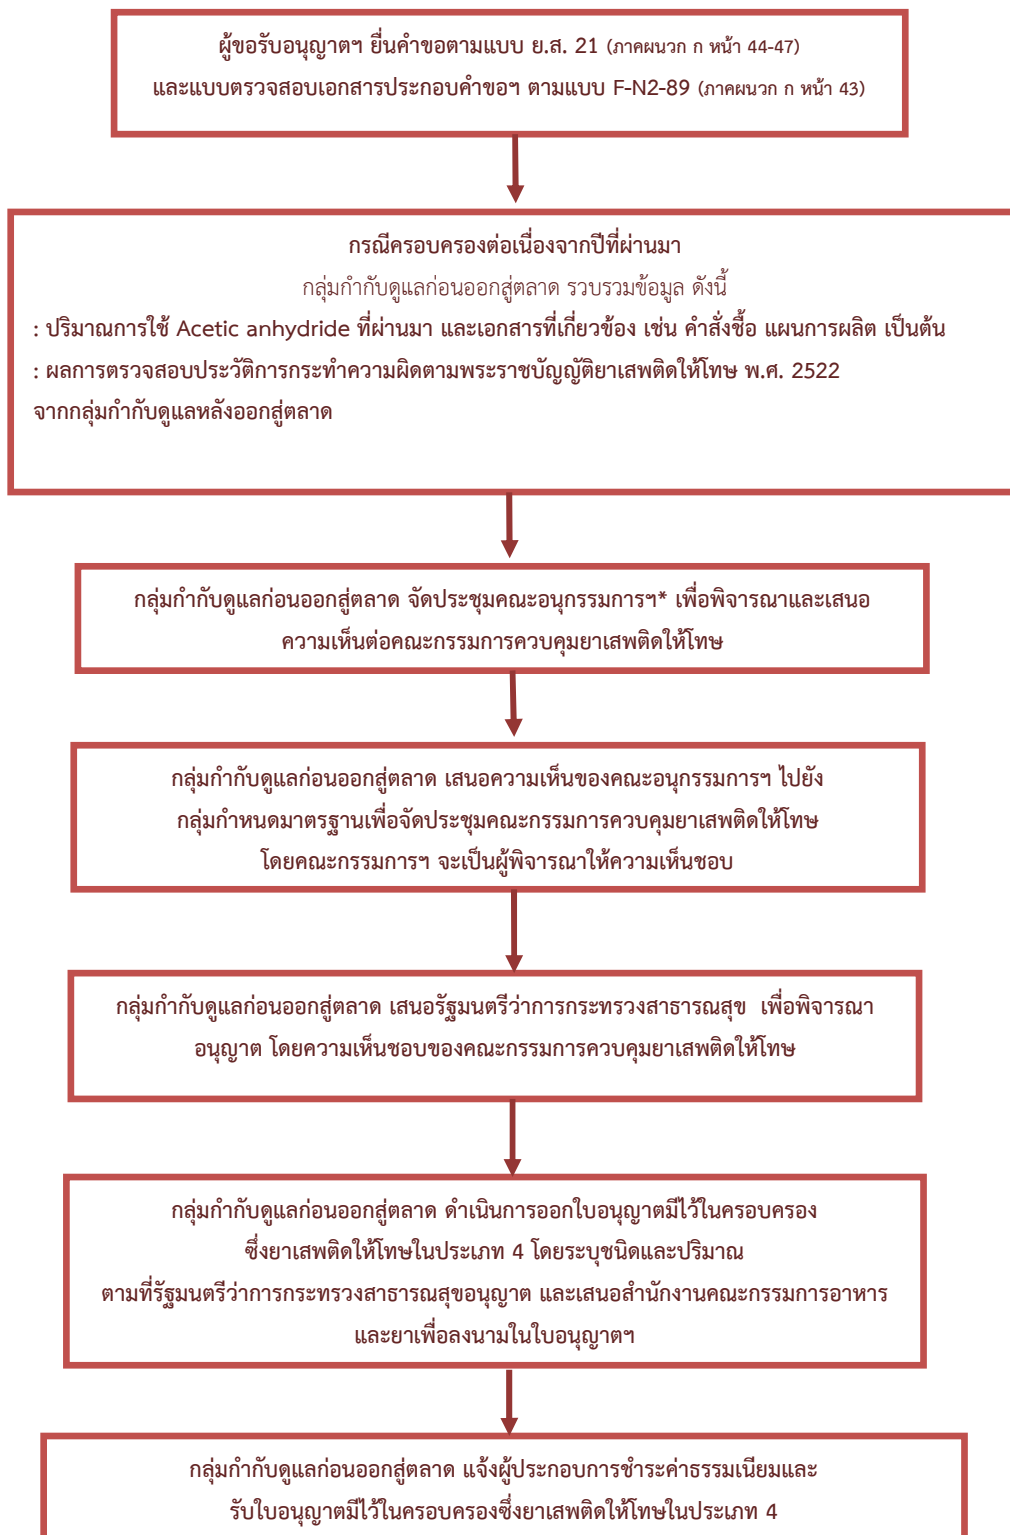 ผู้ขอรับอนุญาตฯ ยื่นคำขอตามแบบ ย.ส. 21 (ภาคผนวก ก หน้า 44-47)
และแบบตรวจสอบเอกสารประกอบคำขอฯ ตามแบบ F-N2-89 (ภาคผนวก ก หน้า 43)
กรณีครอบครองต่อเนื่องจากปีที่ผ่านมา
กลุ่มกำกับดูแลก่อนออกสู่ตลาด รวบรวมข้อมูล ดังนี้
: ปริมาณการใช้ Acetic anhydride ที่ผ่านมา และเอกสารที่เกี่ยวข้อง เช่น คำสั่งซื้อ แผนการผลิต เป็นต้น
: ผลการตรวจสอบประวัติการกระทำความผิดตามพระราชบัญญัติยาเสพติดให้โทษ พ.ศ. 2522
จากกลุ่มกำกับดูแลหลังออกสู่ตลาด
กลุ่มกำกับดูแลก่อนออกสู่ตลาด จัดประชุมคณะอนุกรรมการฯ* เพื่อพิจารณาและเสนอ
ความเห็นต่อคณะกรรมการควบคุมยาเสพติดให้โทษ
กลุ่มกำกับดูแลก่อนออกสู่ตลาด เสนอความเห็นของคณะอนุกรรมการฯ ไปยัง
กลุ่มกำหนดมาตรฐานเพื่อจัดประชุมคณะกรรมการควบคุมยาเสพติดให้โทษ
โดยคณะกรรมการฯ จะเป็นผู้พิจารณาให้ความเห็นชอบ
กลุ่มกำกับดูแลก่อนออกสู่ตลาด เสนอรัฐมนตรีว่าการกระทรวงสาธารณสุข เพื่อพิจารณา
อนุญาต โดยความเห็นชอบของคณะกรรมการควบคุมยาเสพติดให้โทษ
กลุ่มกำกับดูแลก่อนออกสู่ตลาด ดำเนินการออกใบอนุญาตมีไว้ในครอบครอง
ซึ่งยาเสพติดให้โทษในประเภท 4 โดยระบุชนิดและปริมาณ
ตามที่รัฐมนตรีว่าการกระทรวงสาธารณสุขอนุญาต และเสนอสำนักงานคณะกรรมการอาหาร
และยาเพื่อลงนามในใบอนุญาตฯ
กลุ่มกำกับดูแลก่อนออกสู่ตลาด แจ้งผู้ประกอบการชำระค่าธรรมเนียมและ
รับใบอนุญาตมีไว้ในครอบครองซึ่งยาเสพติดให้โทษในประเภท 4